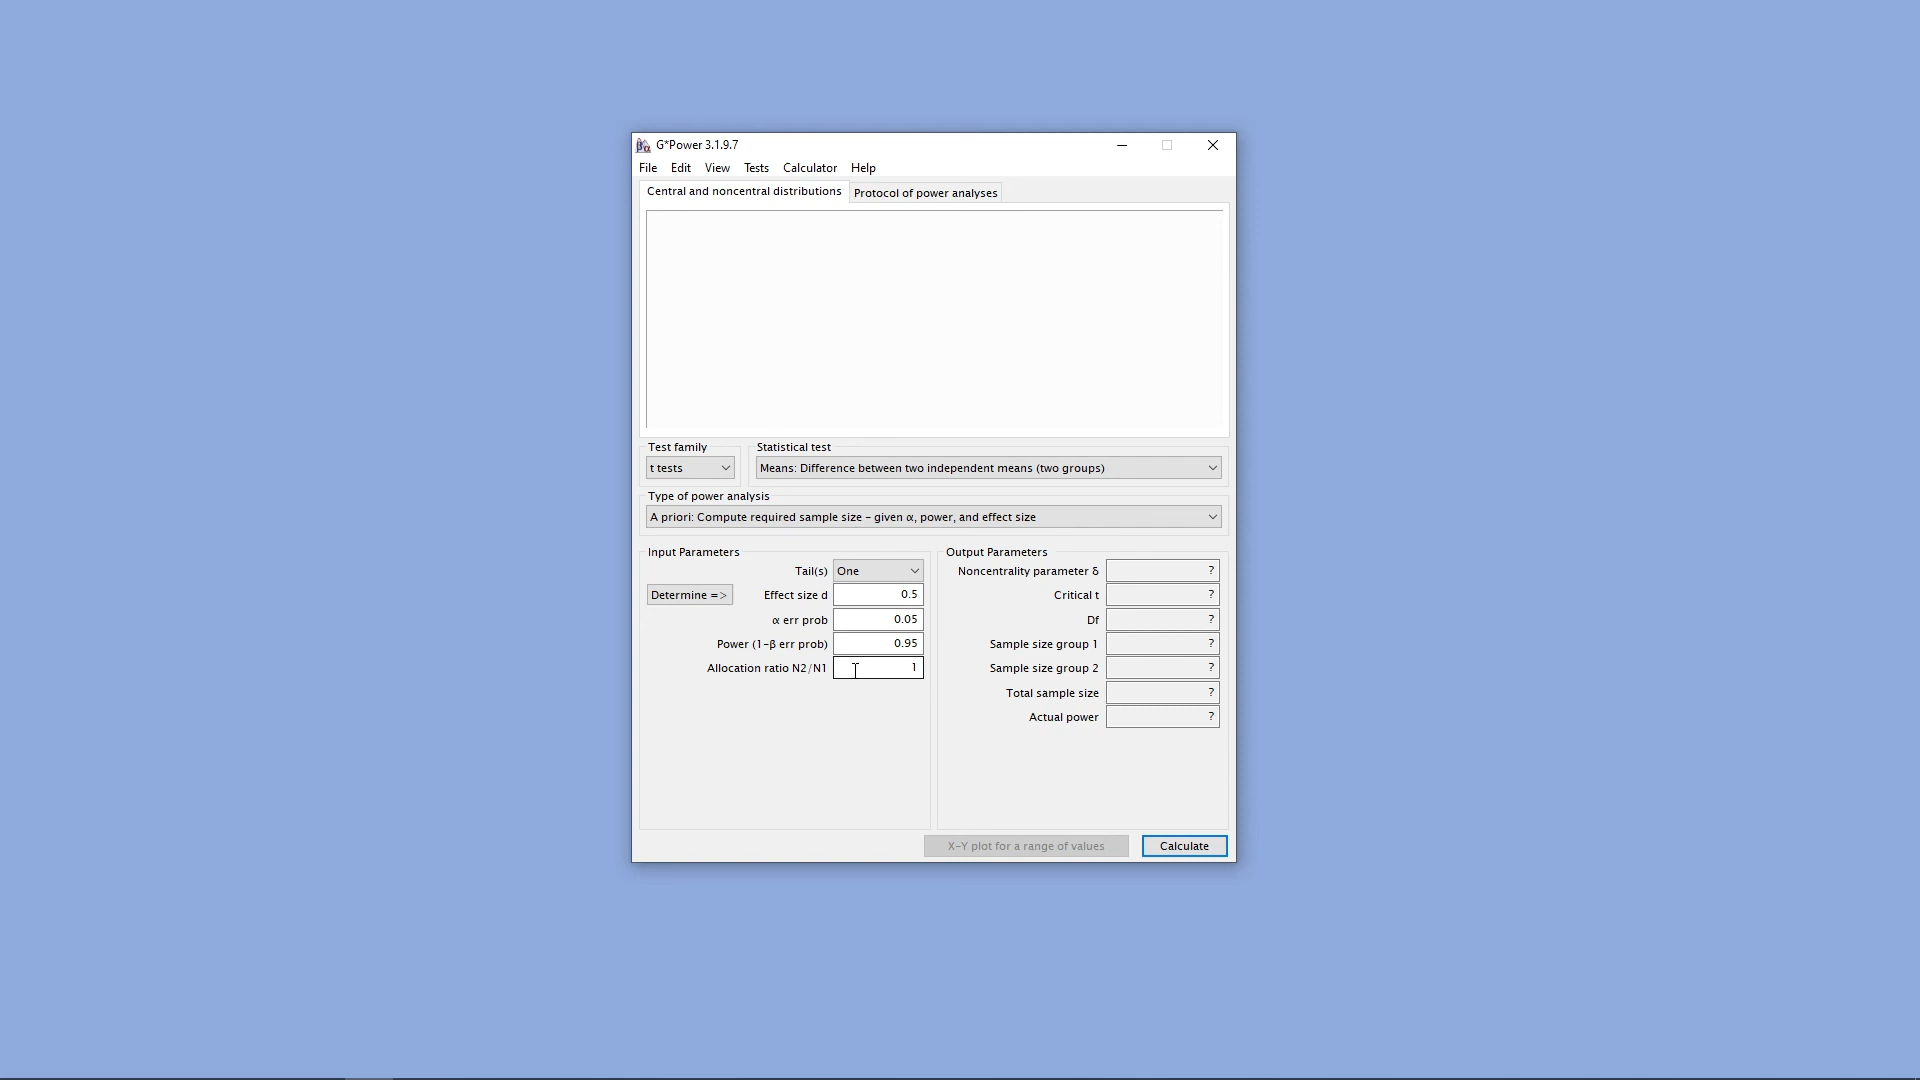 G*Power 3.1.9.7
File Edit View Tests Calculator Help
Central and noncentral distributions Protocol of power analyses
Test family Statistical test
t tests Means: Difference between two independent means (two groups)
Type of power analysis
A priori: Compute required sample size - given α, power, and effect size
Input Parameters Output Parameters
Tail(s) One Noncentrality parameter δ ?
Determine => Effect size d 0.5 Critical t ?
α err prob 0.05 Df ?
Power (1-β err prob) 0.95 Sample size group 1 ?
Allocation ratio N2/N1 1 Sample size group 2 ?
Total sample size ?
Actual power ?
X-Y plot for a range of values Calculate